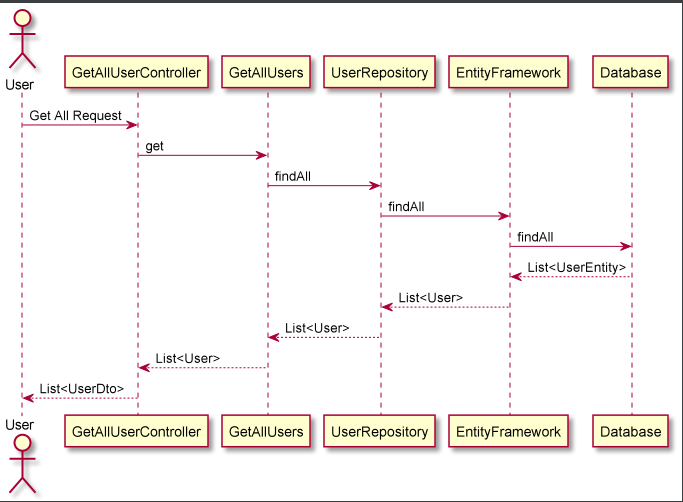 User
GetAllUserController
GetAllUsers
UserRepository
EntityFramework
Database
Get All Request
get
findAll
findAll
findAll
List<UserEntity>
List<User>
List<User>
List<User>
List<UserDto>
User
GetAllUserController
GetAllUsers
UserRepository
EntityFramework
Database